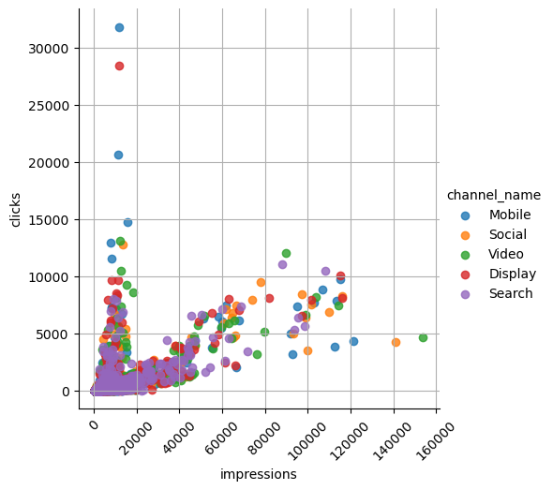 30000
25000
20000
15000
10000
5000
0
clicks
0
20000
40000
60000
80000
100000
120000
140000
160000
impressions
channel_name
Mobile
Social
Video
Display
Search